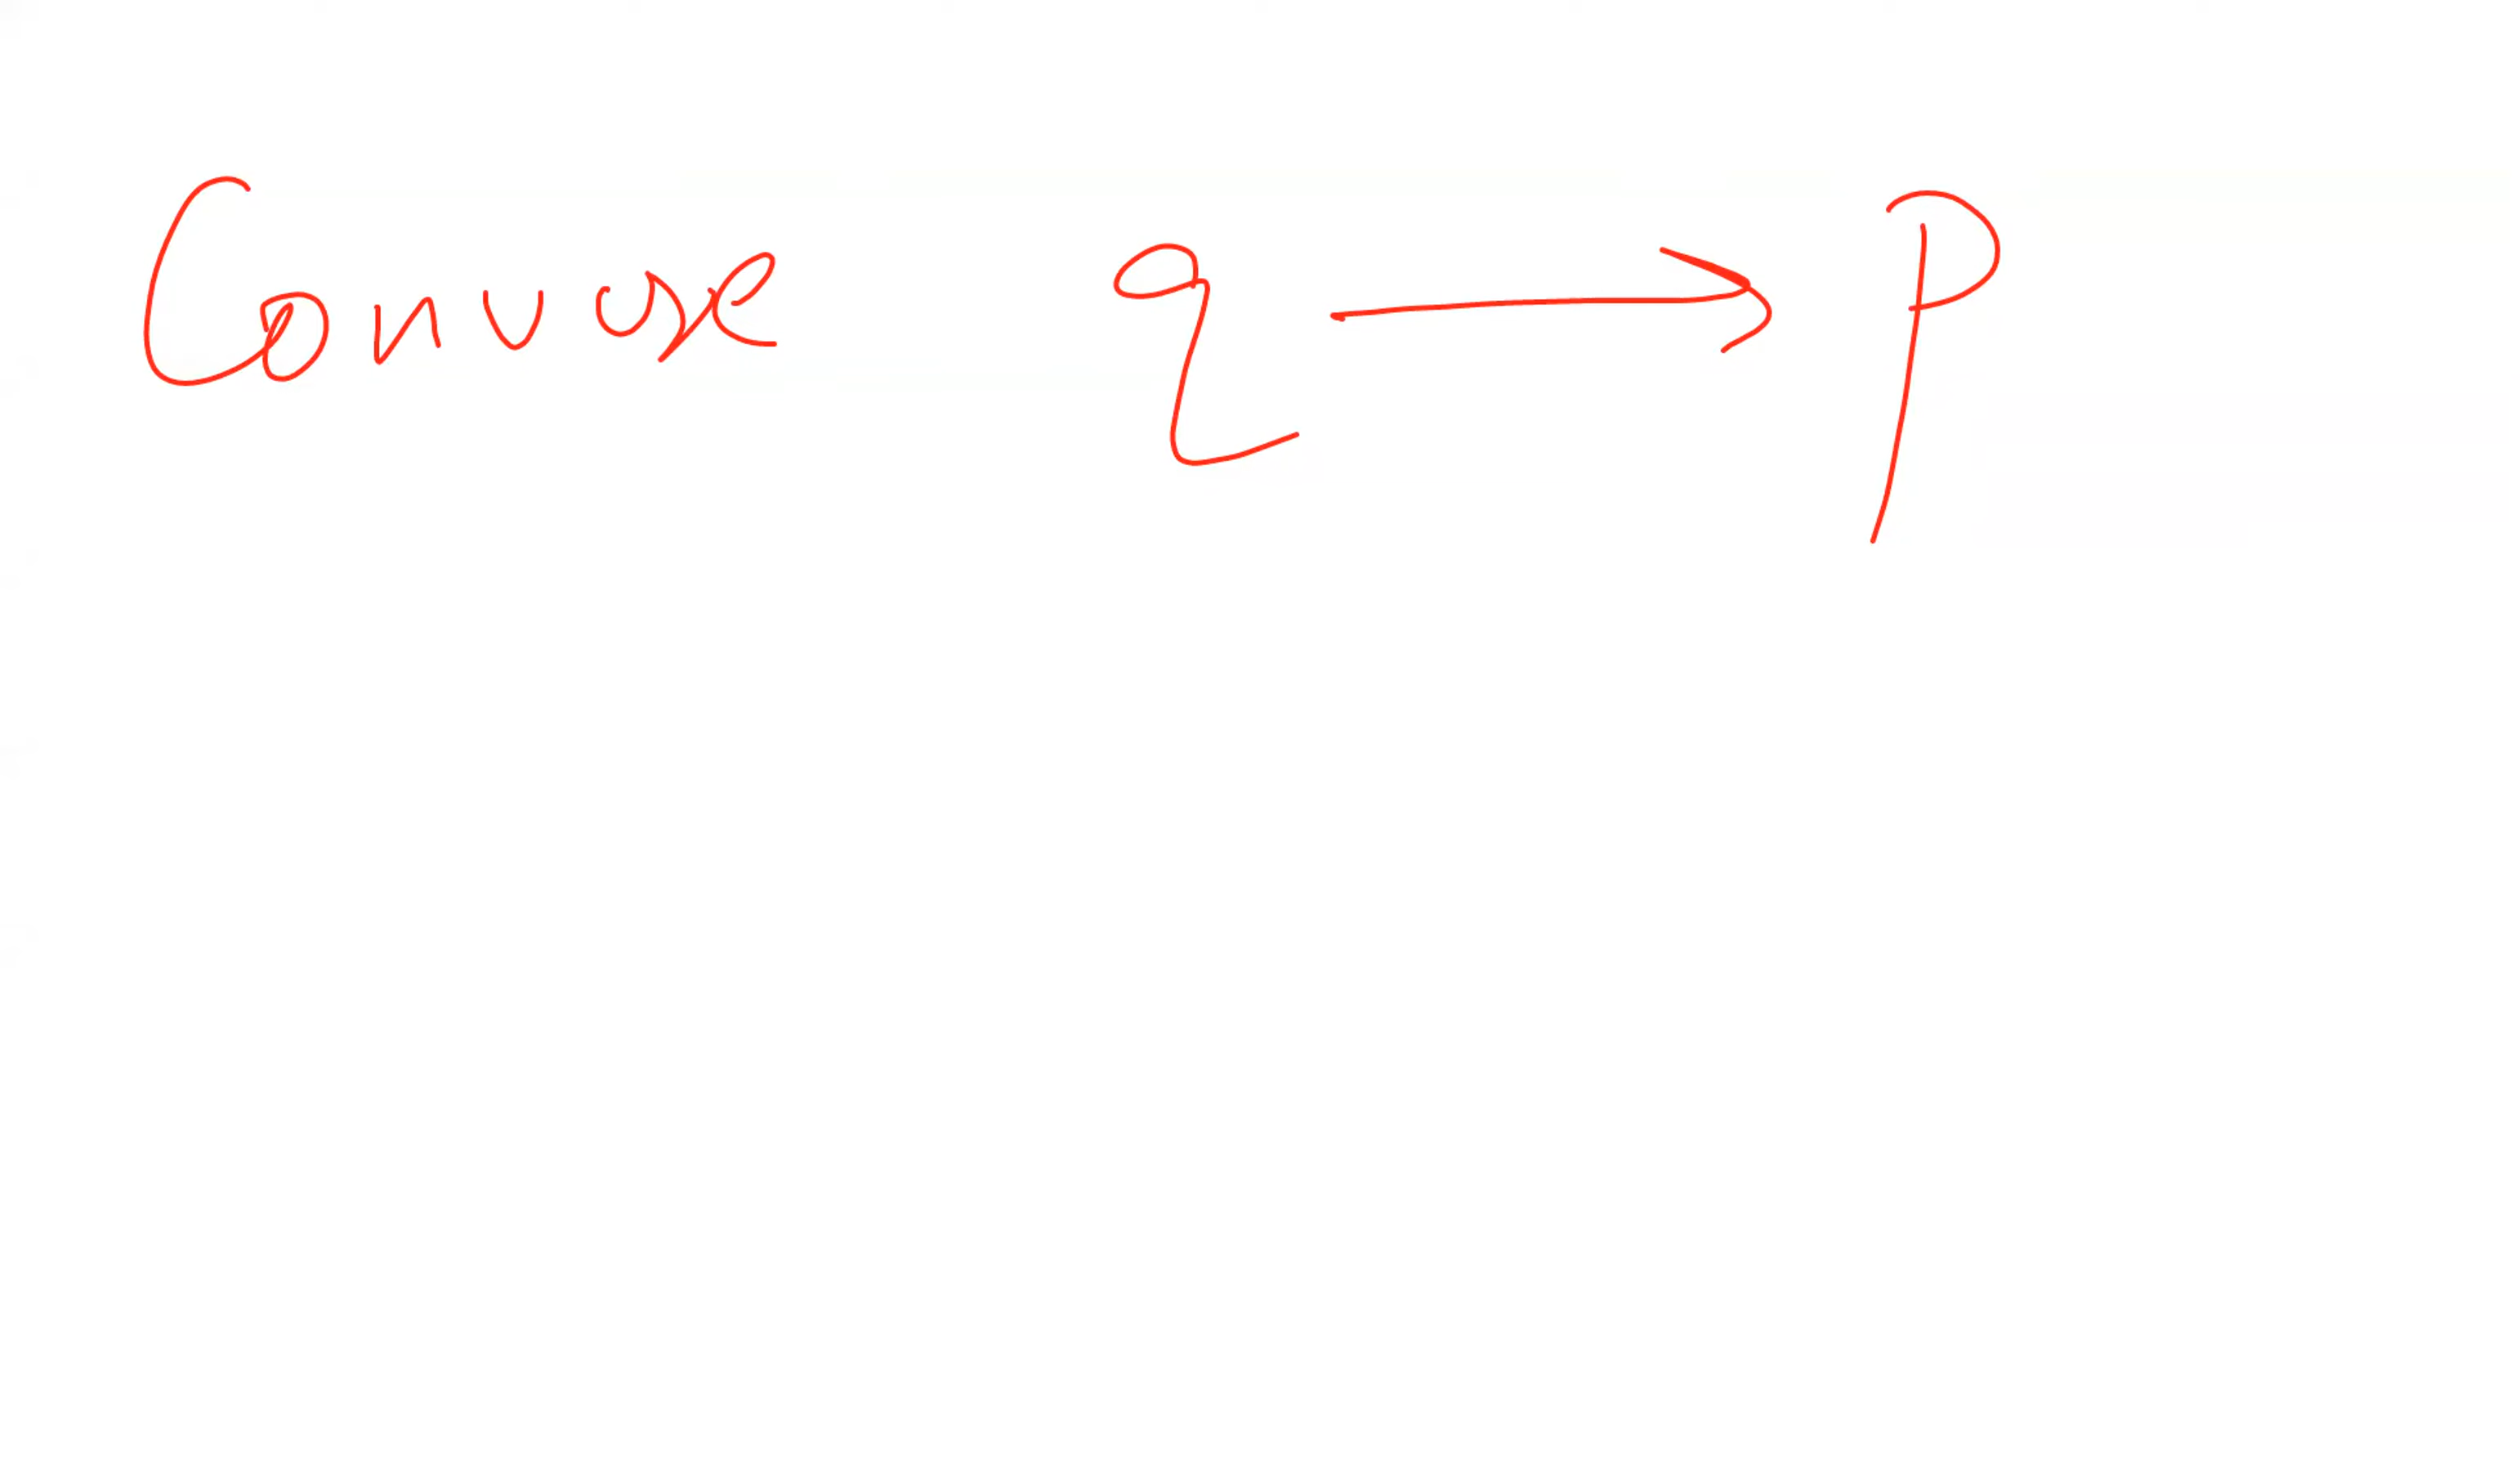 Converse q → p